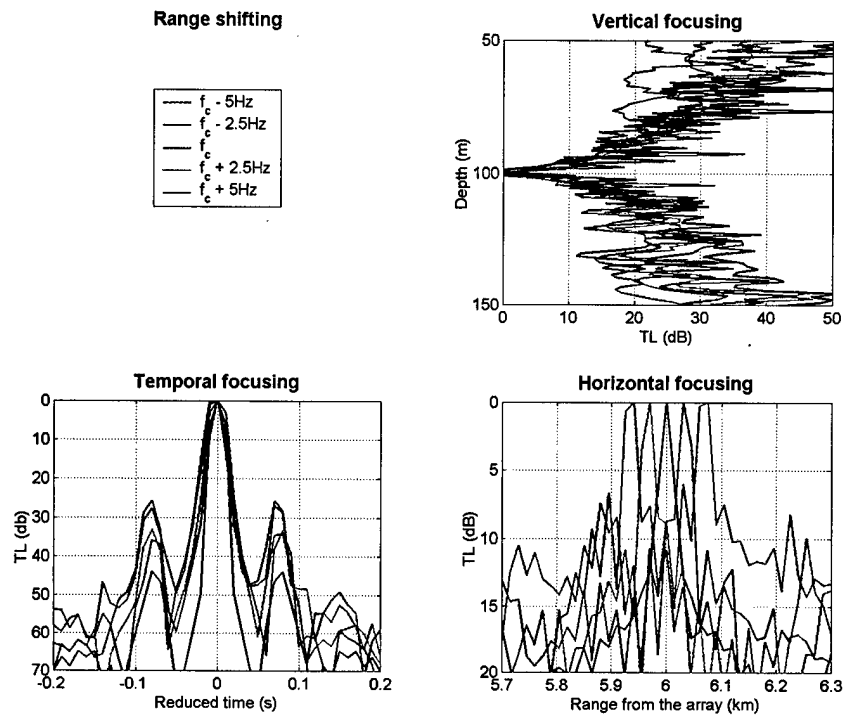 Range shifting
f_c - 5Hz
f_c - 2.5Hz
f_c
f_c + 2.5Hz
f_c + 5Hz
Vertical focusing
50
100
150
Depth (m)
0 10 20 30 40 50
TL (dB)
Temporal focusing
0
10
20
30
40
50
60
70
TL (db)
-0.2 -0.1 0 0.1 0.2
Reduced time (s)
Horizontal focusing
0
5
10
15
20
TL (dB)
5.7 5.8 5.9 6 6.1 6.2 6.3
Range from the array (km)